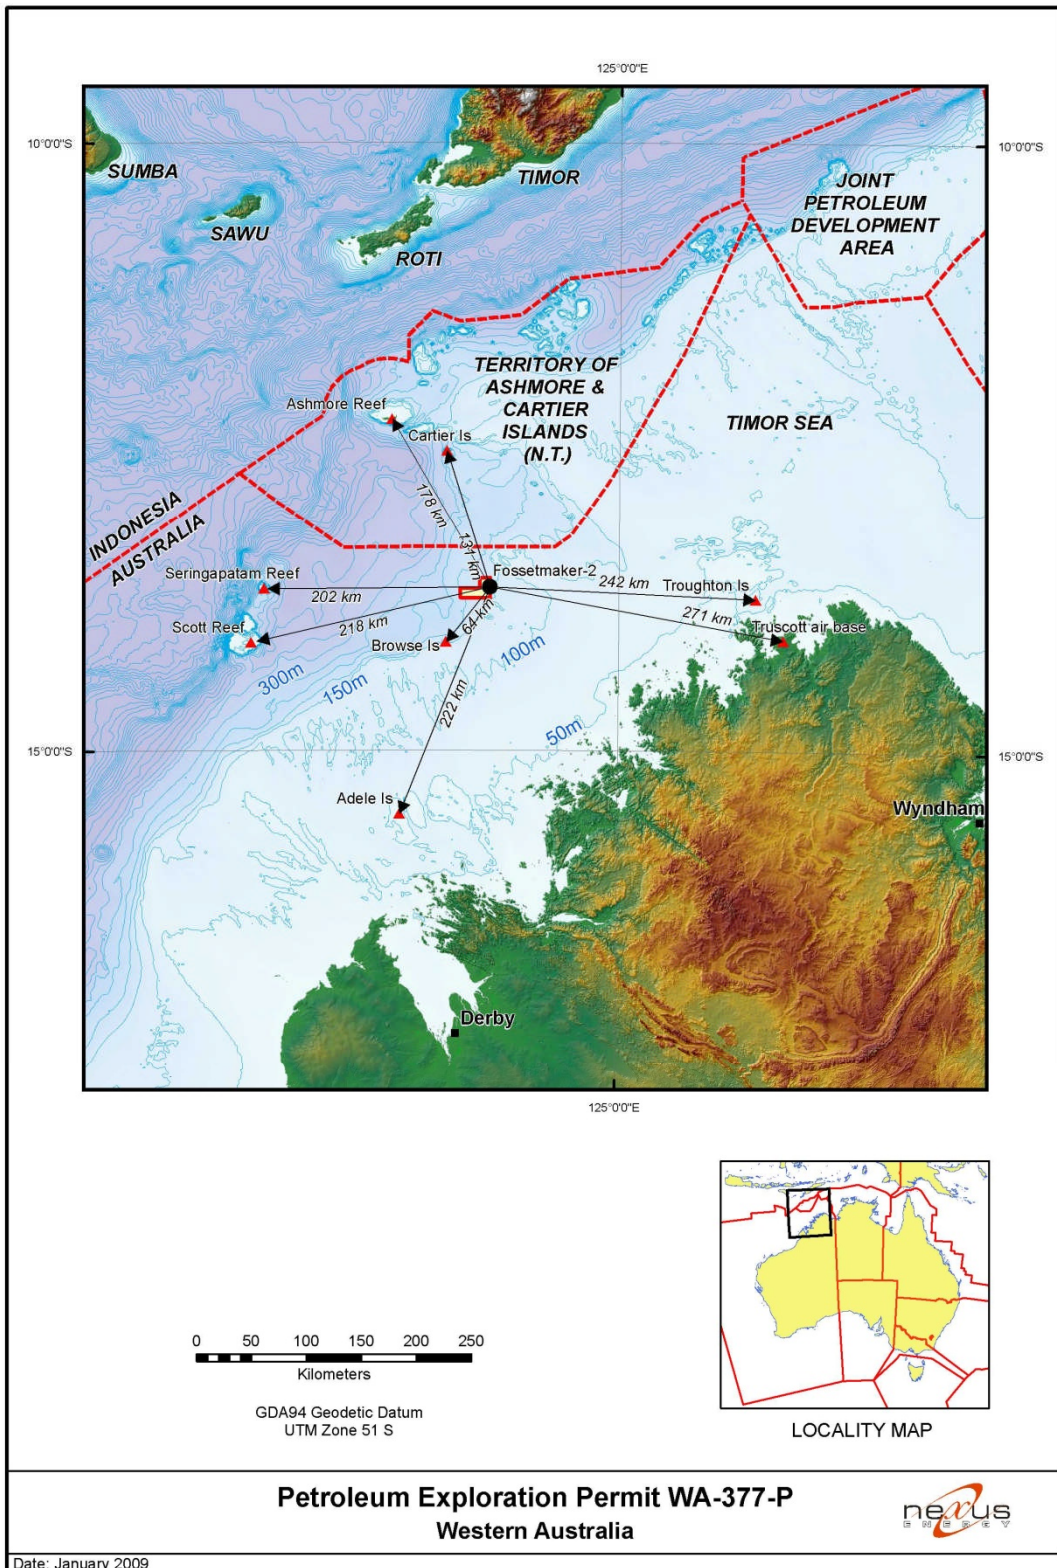 125°0'0"E
10°0'0"S
10°0'0"S
SUMBA
TIMOR
SAWU
ROTI
JOINT
PETROLEUM
DEVELOPMENT
AREA
TERRITORY OF
ASHMORE &
CARTIER
ISLANDS
(N.T.)
Ashmore Reef
Cartier Is
TIMOR SEA
178 km
131 km
INDONESIA
AUSTRALIA
Seringapatam Reef
Fossetmaker-2
202 km
242 km
Troughton Is
Scott Reef
218 km
64 km
271 km
Truscott air base
Browse Is
100m
300m
150m
222 km
50m
15°0'0"S
15°0'0"S
Adele Is
Wyndham
Derby
125°0'0"E
0 50 100 150 200 250
Kilometers
GDA94 Geodetic Datum
UTM Zone 51 S
LOCALITY MAP
Petroleum Exploration Permit WA-377-P
Western Australia
nexus
ENERGY
Date: January 2009